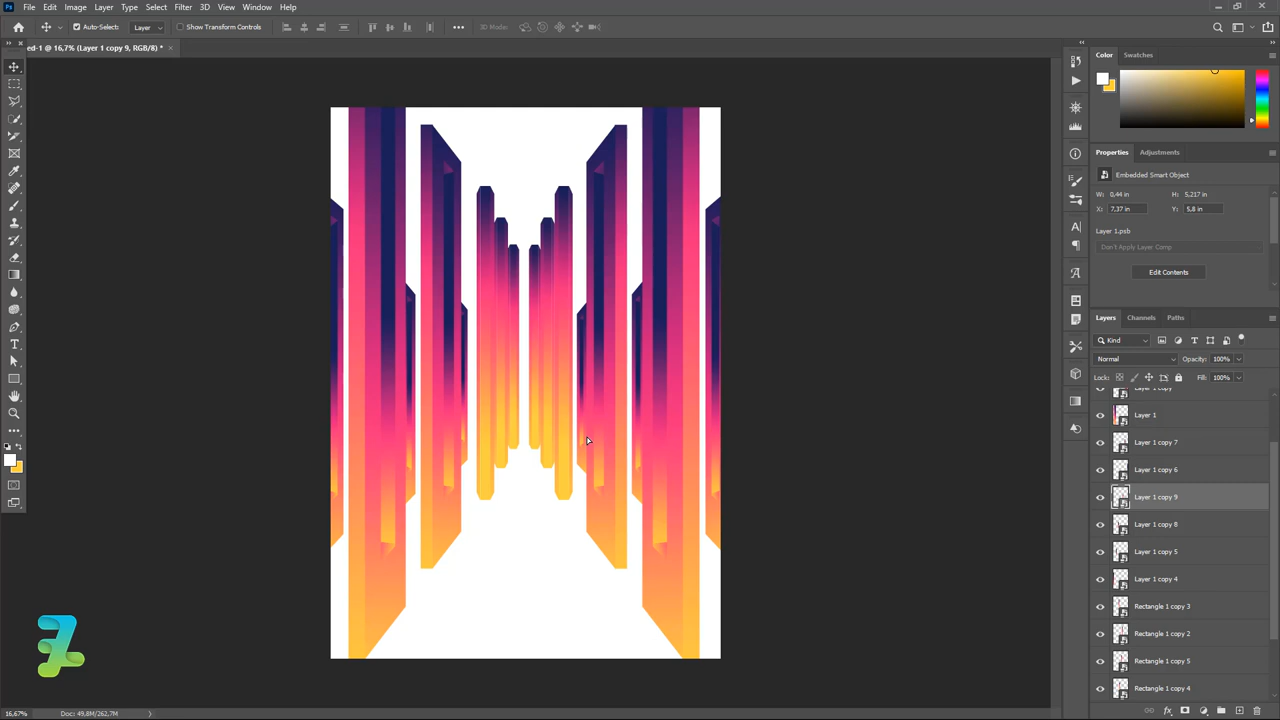 Ps File Edit Image Layer Type Select Filter 3D View Window Help
Auto-Select: Layer Show Transform Controls 3D Mode:
ed-1 @ 16,7% (Layer 1 copy 9, RGB/8*) *
Color Swatches
Properties Adjustments
Embedded Smart Object
W: 0,44 in H: 5,217 in
X: 7,37 in Y: 5,8 in
Layer 1.psb
Don't Apply Layer Comp
Edit Contents
Layers Channels Paths
Kind
Normal Opacity: 100%
Lock: Fill: 100%
Layer 1 copy
Layer 1
Layer 1 copy 7
Layer 1 copy 6
Layer 1 copy 9
Layer 1 copy 8
Layer 1 copy 5
Layer 1 copy 4
Rectangle 1 copy 3
Rectangle 1 copy 2
Rectangle 1 copy 5
Rectangle 1 copy 4
16,67% Doc: 49,8M/262,7M